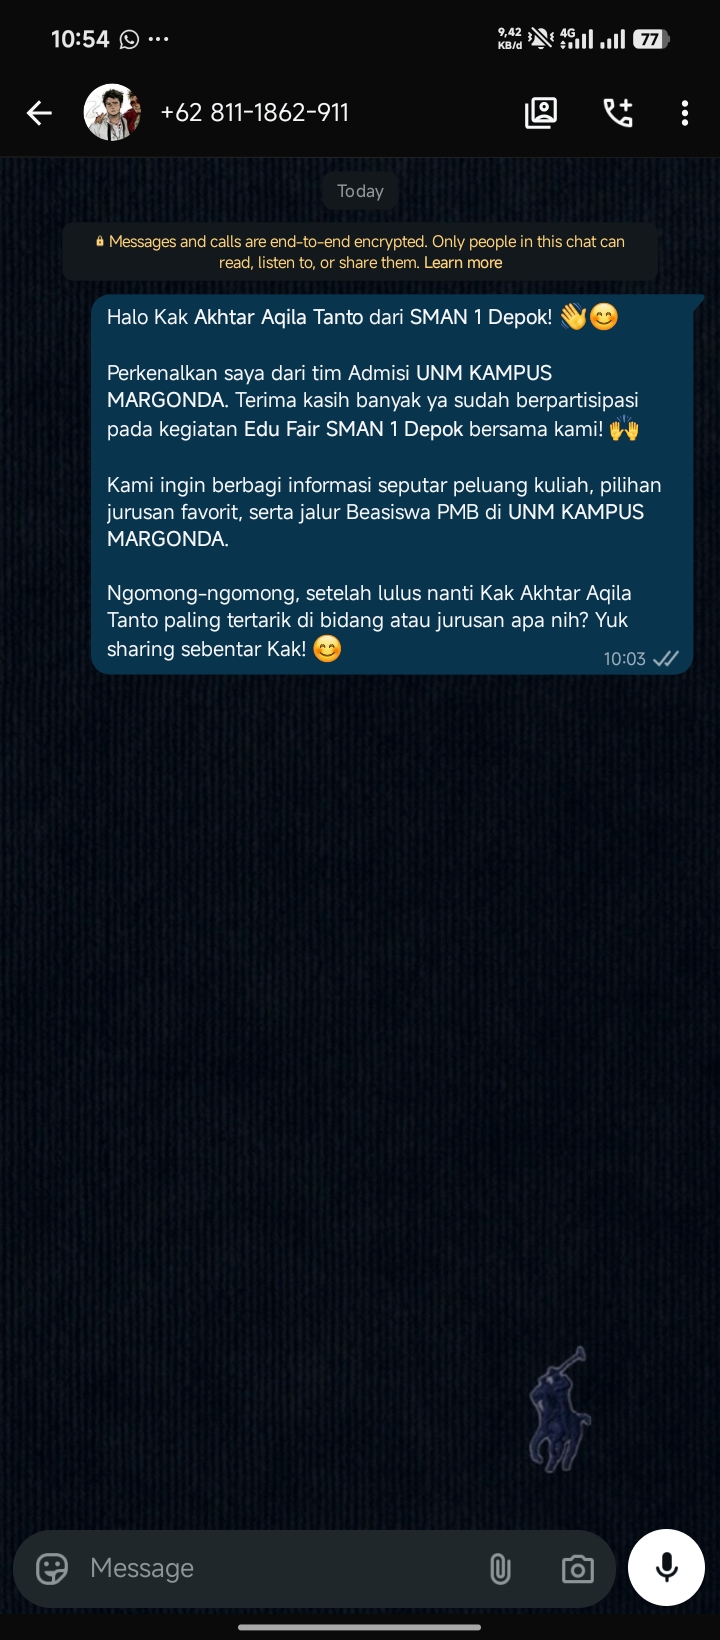 10:54
9,42
KB/d
4G
77
+62 811-1862-911
Today
Messages and calls are end-to-end encrypted. Only people in this chat can
read, listen to, or share them. Learn more
Halo Kak Akhtar Aqila Tanto dari SMAN 1 Depok! 👋😊
Perkenalkan saya dari tim Admisi UNM KAMPUS
MARGONDA. Terima kasih banyak ya sudah berpartisipasi
pada kegiatan Edu Fair SMAN 1 Depok bersama kami! 🙌
Kami ingin berbagi informasi seputar peluang kuliah, pilihan
jurusan favorit, serta jalur Beasiswa PMB di UNM KAMPUS
MARGONDA.
Ngomong-ngomong, setelah lulus nanti Kak Akhtar Aqila
Tanto paling tertarik di bidang atau jurusan apa nih? Yuk
sharing sebentar Kak! 😊
10:03
Message